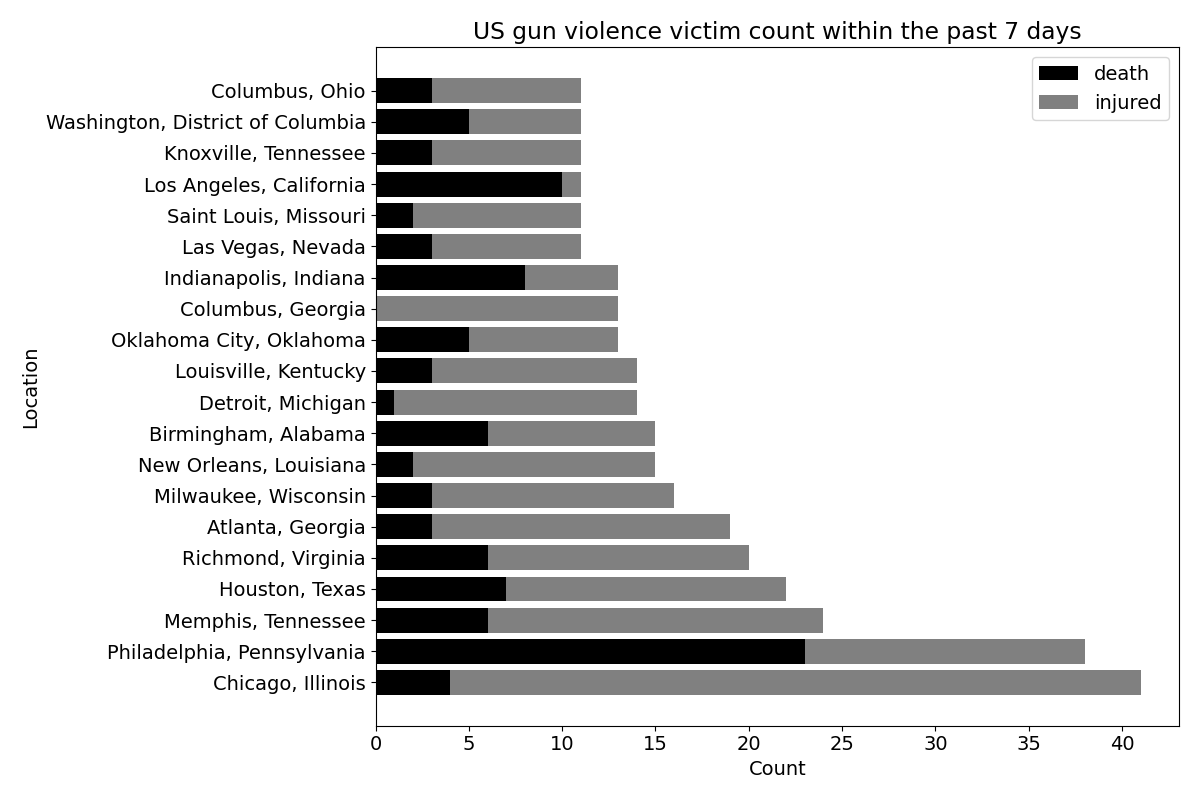 US gun violence victim count within the past 7 days
death
injured
Columbus, Ohio
Washington, District of Columbia
Knoxville, Tennessee
Los Angeles, California
Saint Louis, Missouri
Las Vegas, Nevada
Indianapolis, Indiana
Columbus, Georgia
Oklahoma City, Oklahoma
Louisville, Kentucky
Detroit, Michigan
Birmingham, Alabama
New Orleans, Louisiana
Milwaukee, Wisconsin
Atlanta, Georgia
Richmond, Virginia
Houston, Texas
Memphis, Tennessee
Philadelphia, Pennsylvania
Chicago, Illinois
Location
0 5 10 15 20 25 30 35 40
Count